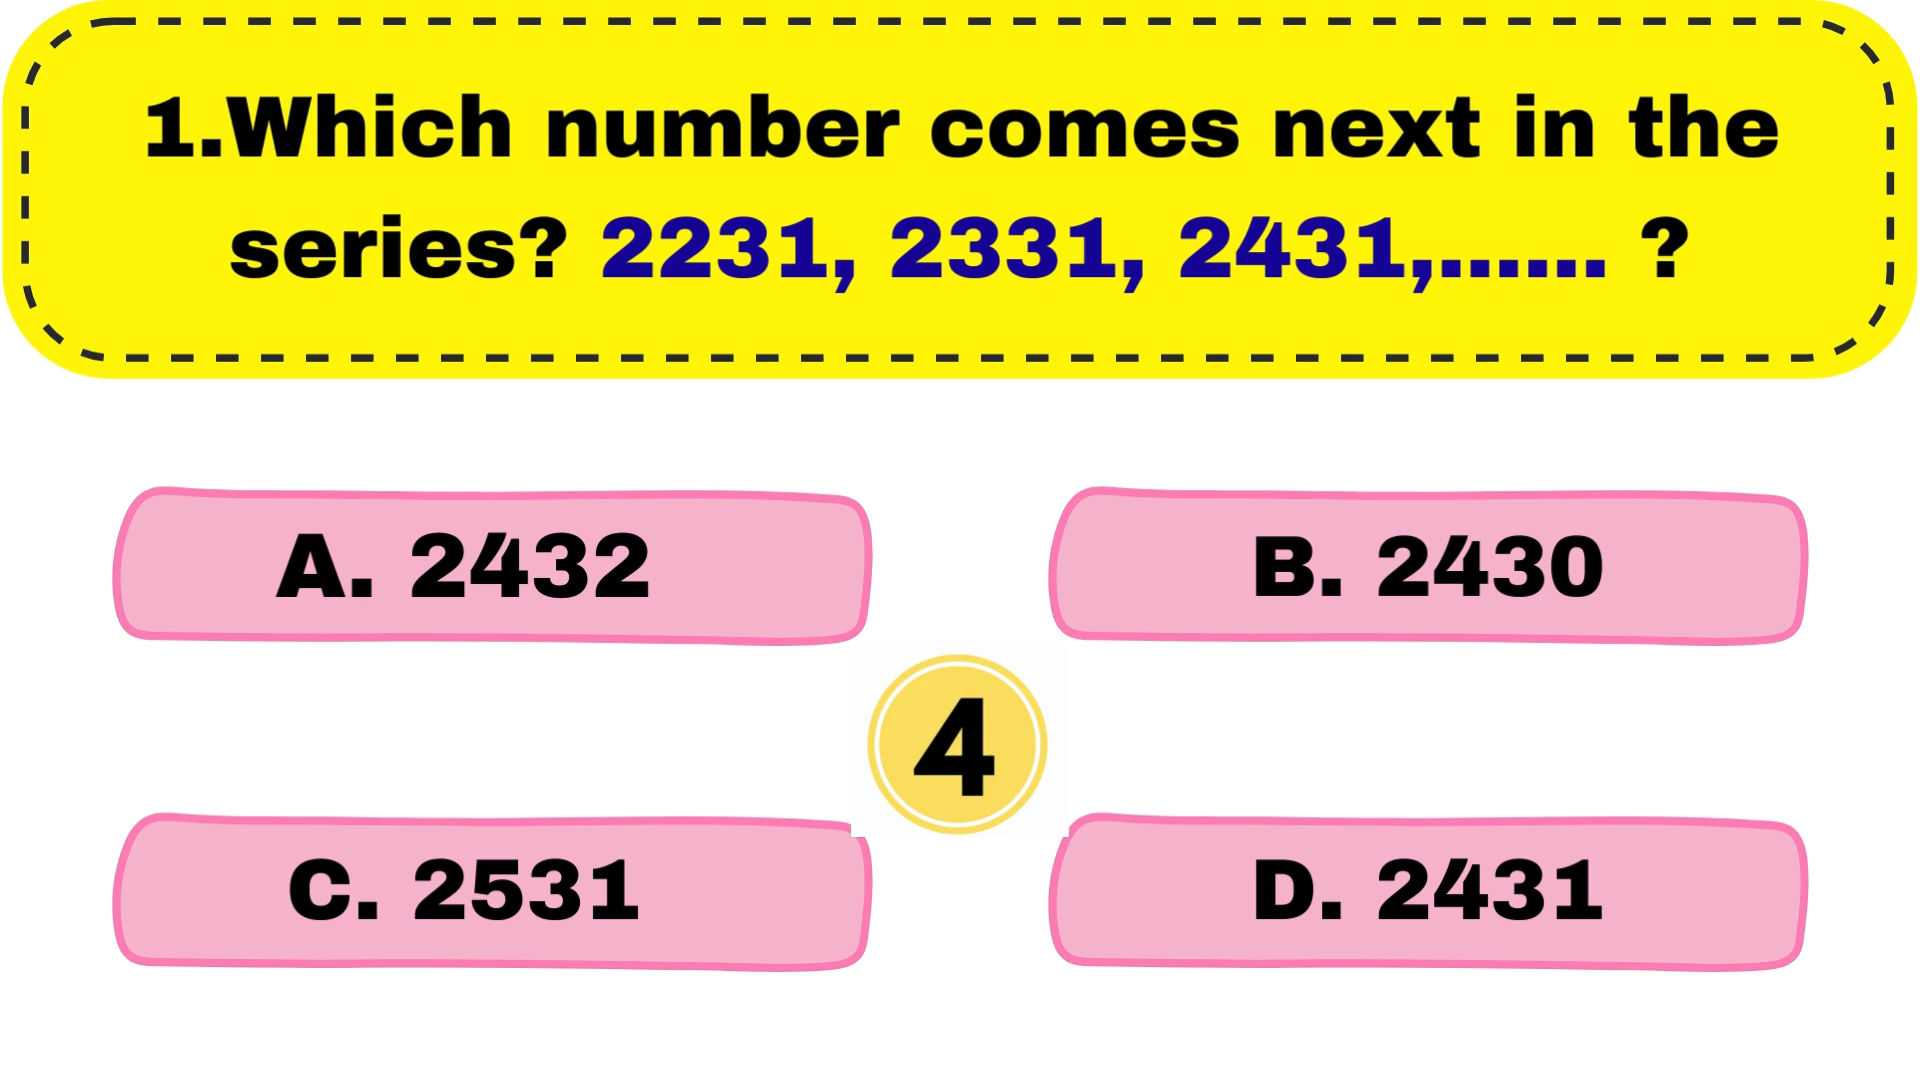 1.Which number comes next in the
series? 2231, 2331, 2431,...... ?
A. 2432
B. 2430
4
C. 2531
D. 2431